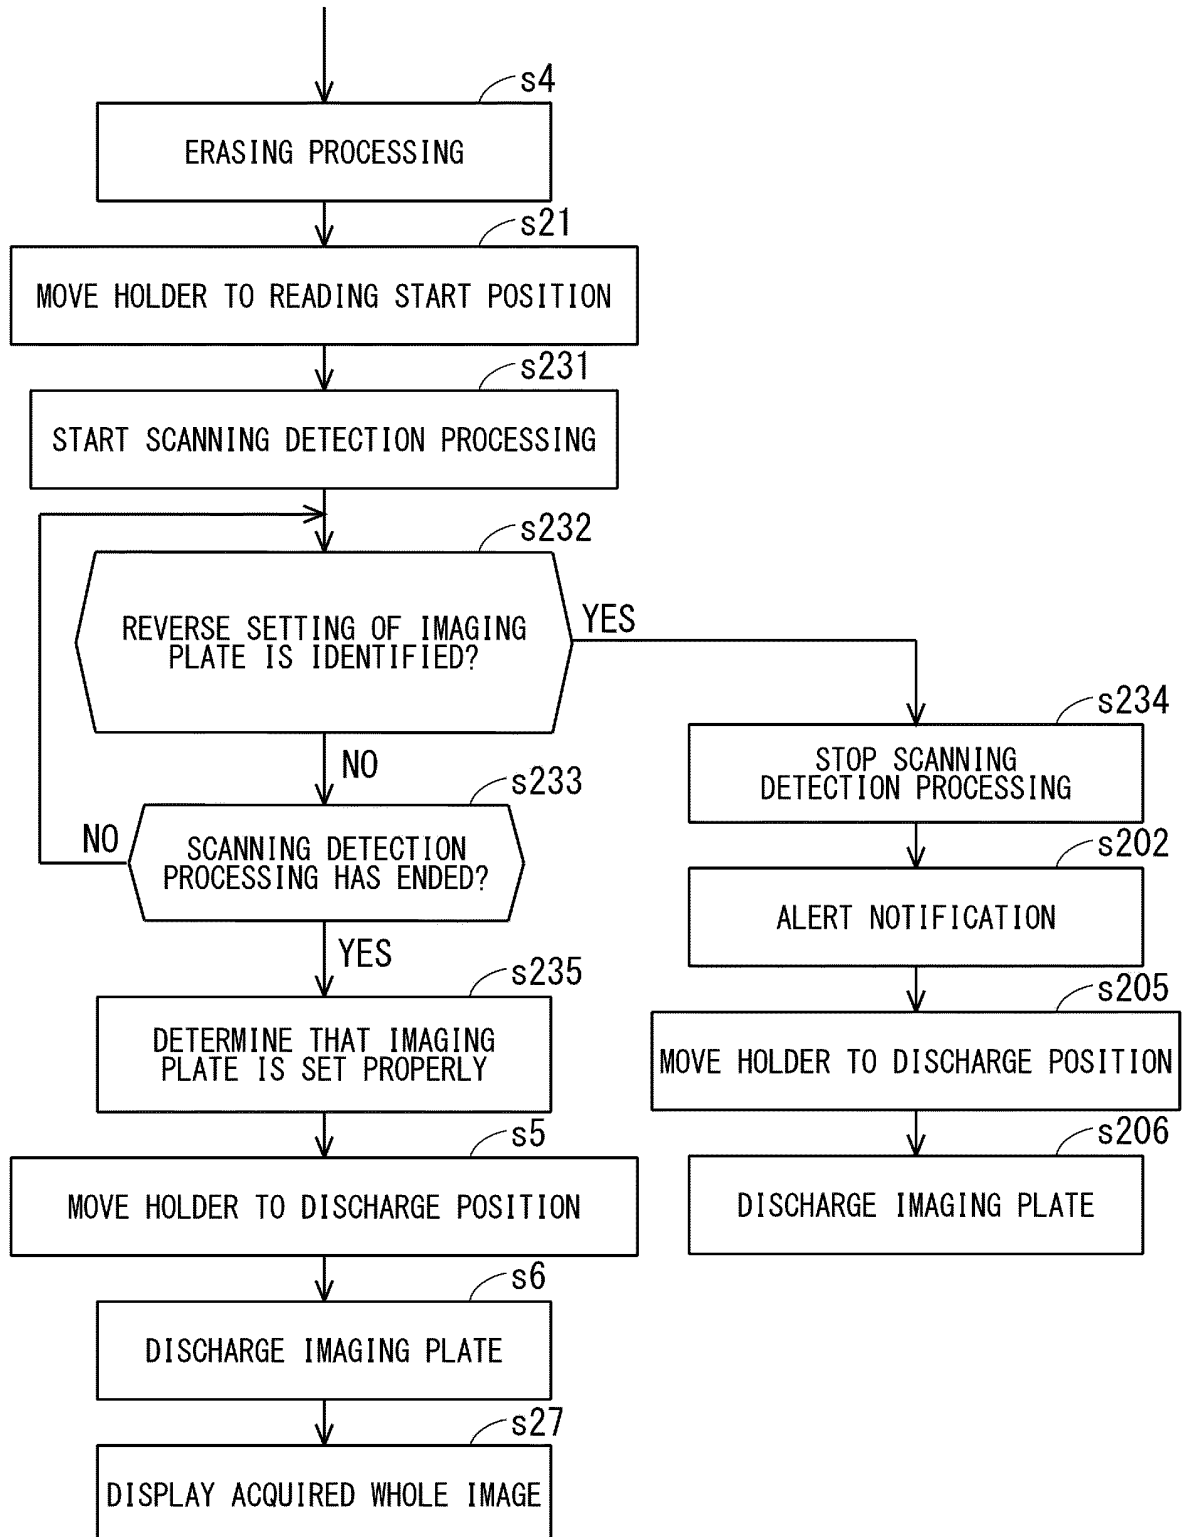 s4
ERASING PROCESSING
s21
MOVE HOLDER TO READING START POSITION
s231
START SCANNING DETECTION PROCESSING
s232
REVERSE SETTING OF IMAGING
PLATE IS IDENTIFIED?
YES
NO
s233
SCANNING DETECTION
PROCESSING HAS ENDED?
NO
YES
s235
DETERMINE THAT IMAGING
PLATE IS SET PROPERLY
s5
MOVE HOLDER TO DISCHARGE POSITION
s6
DISCHARGE IMAGING PLATE
s27
DISPLAY ACQUIRED WHOLE IMAGE
s234
STOP SCANNING
DETECTION PROCESSING
s202
ALERT NOTIFICATION
s205
MOVE HOLDER TO DISCHARGE POSITION
s206
DISCHARGE IMAGING PLATE